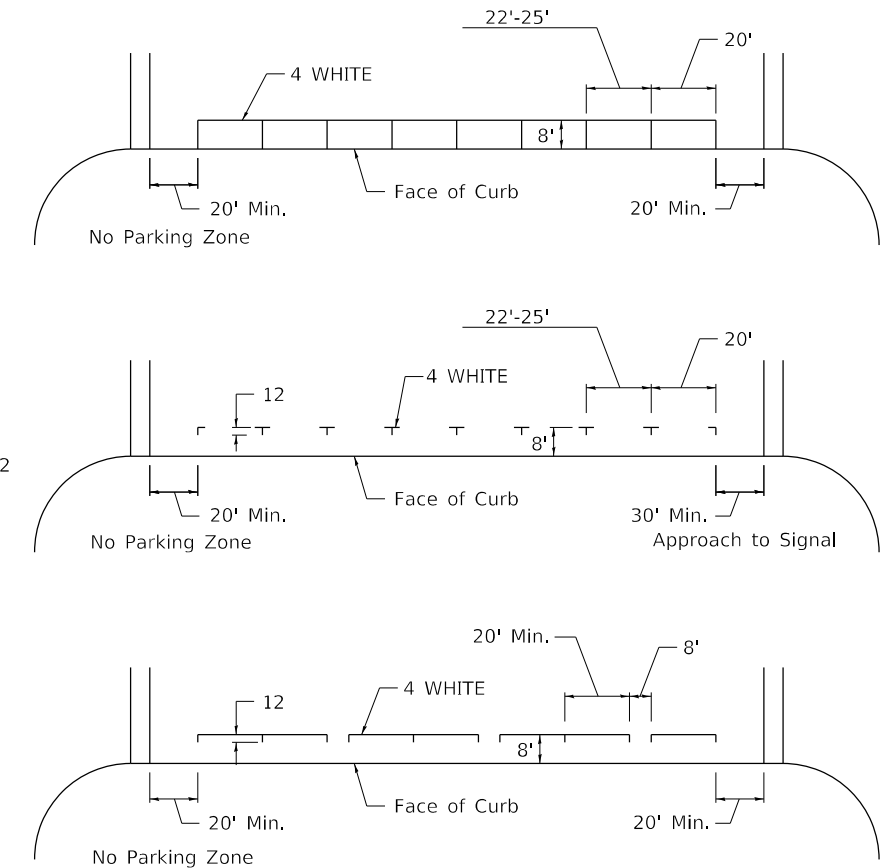 22'-25'
20'
4 WHITE
8'
Face of Curb
20' Min.
20' Min.
No Parking Zone
22'-25'
20'
4 WHITE
12
8'
2
Face of Curb
20' Min.
30' Min.
No Parking Zone
Approach to Signal
20' Min.
8'
4 WHITE
12
8'
Face of Curb
20' Min.
20' Min.
No Parking Zone